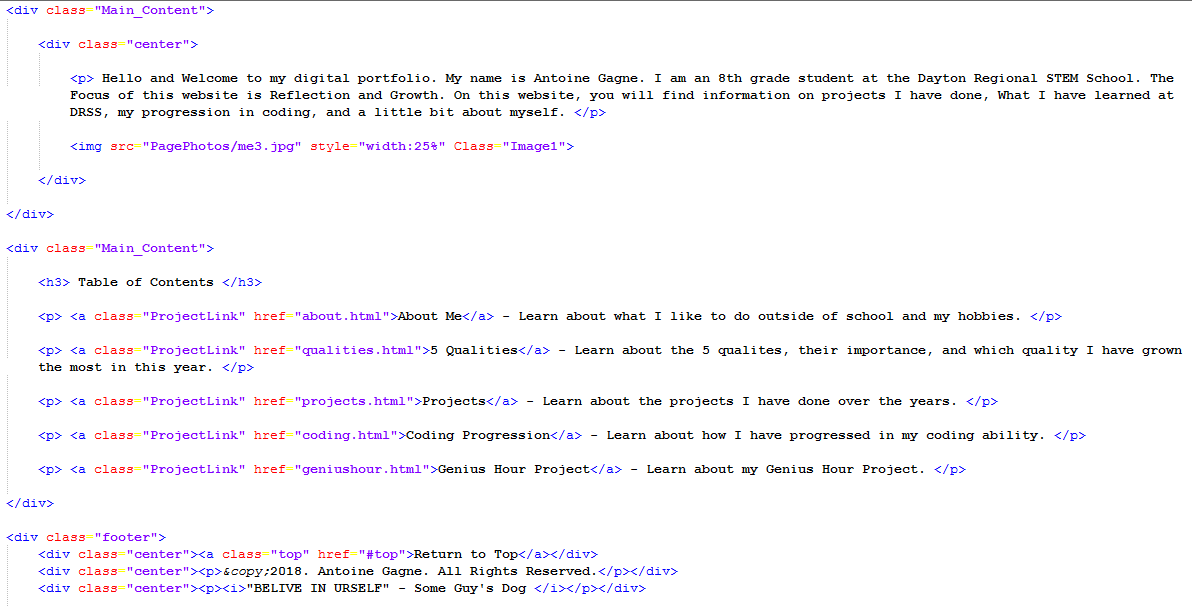 <div class="Main_Content">
<div class="center">
<p> Hello and Welcome to my digital portfolio. My name is Antoine Gagne. I am an 8th grade student at the Dayton Regional STEM School. The
Focus of this website is Reflection and Growth. On this website, you will find information on projects I have done, What I have learned at
DRSS, my progression in coding, and a little bit about myself. </p>
<img src="PagePhotos/me3.jpg" style="width:25%" Class="Image1">
</div>
</div>
<div class="Main_Content">
<h3> Table of Contents </h3>
<p> <a class="ProjectLink" href="about.html">About Me</a> - Learn about what I like to do outside of school and my hobbies. </p>
<p> <a class="ProjectLink" href="qualities.html">5 Qualities</a> - Learn about the 5 qualites, their importance, and which quality I have grown
the most in this year. </p>
<p> <a class="ProjectLink" href="projects.html">Projects</a> - Learn about the projects I have done over the years. </p>
<p> <a class="ProjectLink" href="coding.html">Coding Progression</a> - Learn about how I have progressed in my coding ability. </p>
<p> <a class="ProjectLink" href="geniushour.html">Genius Hour Project</a> - Learn about my Genius Hour Project. </p>
</div>
<div class="footer">
<div class="center"><a class="top" href="#top">Return to Top</a></div>
<div class="center"><p>&copy;2018. Antoine Gagne. All Rights Reserved.</p></div>
<div class="center"><p><i>"BELIVE IN URSELF" - Some Guy's Dog </i></p></div>